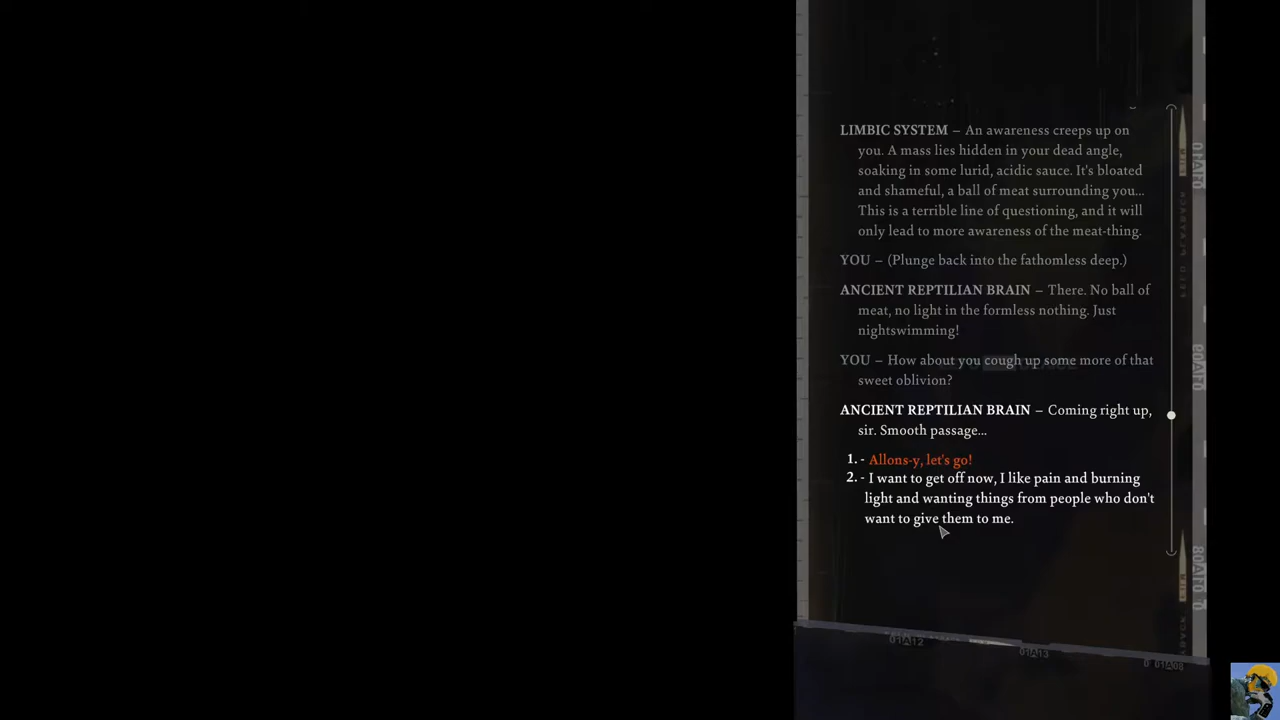 LIMBIC SYSTEM – An awareness creeps up on
you. A mass lies hidden in your dead angle,
soaking in some lurid, acidic sauce. It's bloated
and shameful, a ball of meat surrounding you...
This is a terrible line of questioning, and it will
only lead to more awareness of the meat-thing.
YOU – (Plunge back into the fathomless deep.)
ANCIENT REPTILIAN BRAIN – There. No ball of
meat, no light in the formless nothing. Just
nightswimming!
YOU – How about you cough up some more of that
sweet oblivion?
ANCIENT REPTILIAN BRAIN – Coming right up,
sir. Smooth passage...
1. - Allons-y, let's go!
2. - I want to get off now, I like pain and burning
light and wanting things from people who don't
want to give them to me.
01A12
01A13